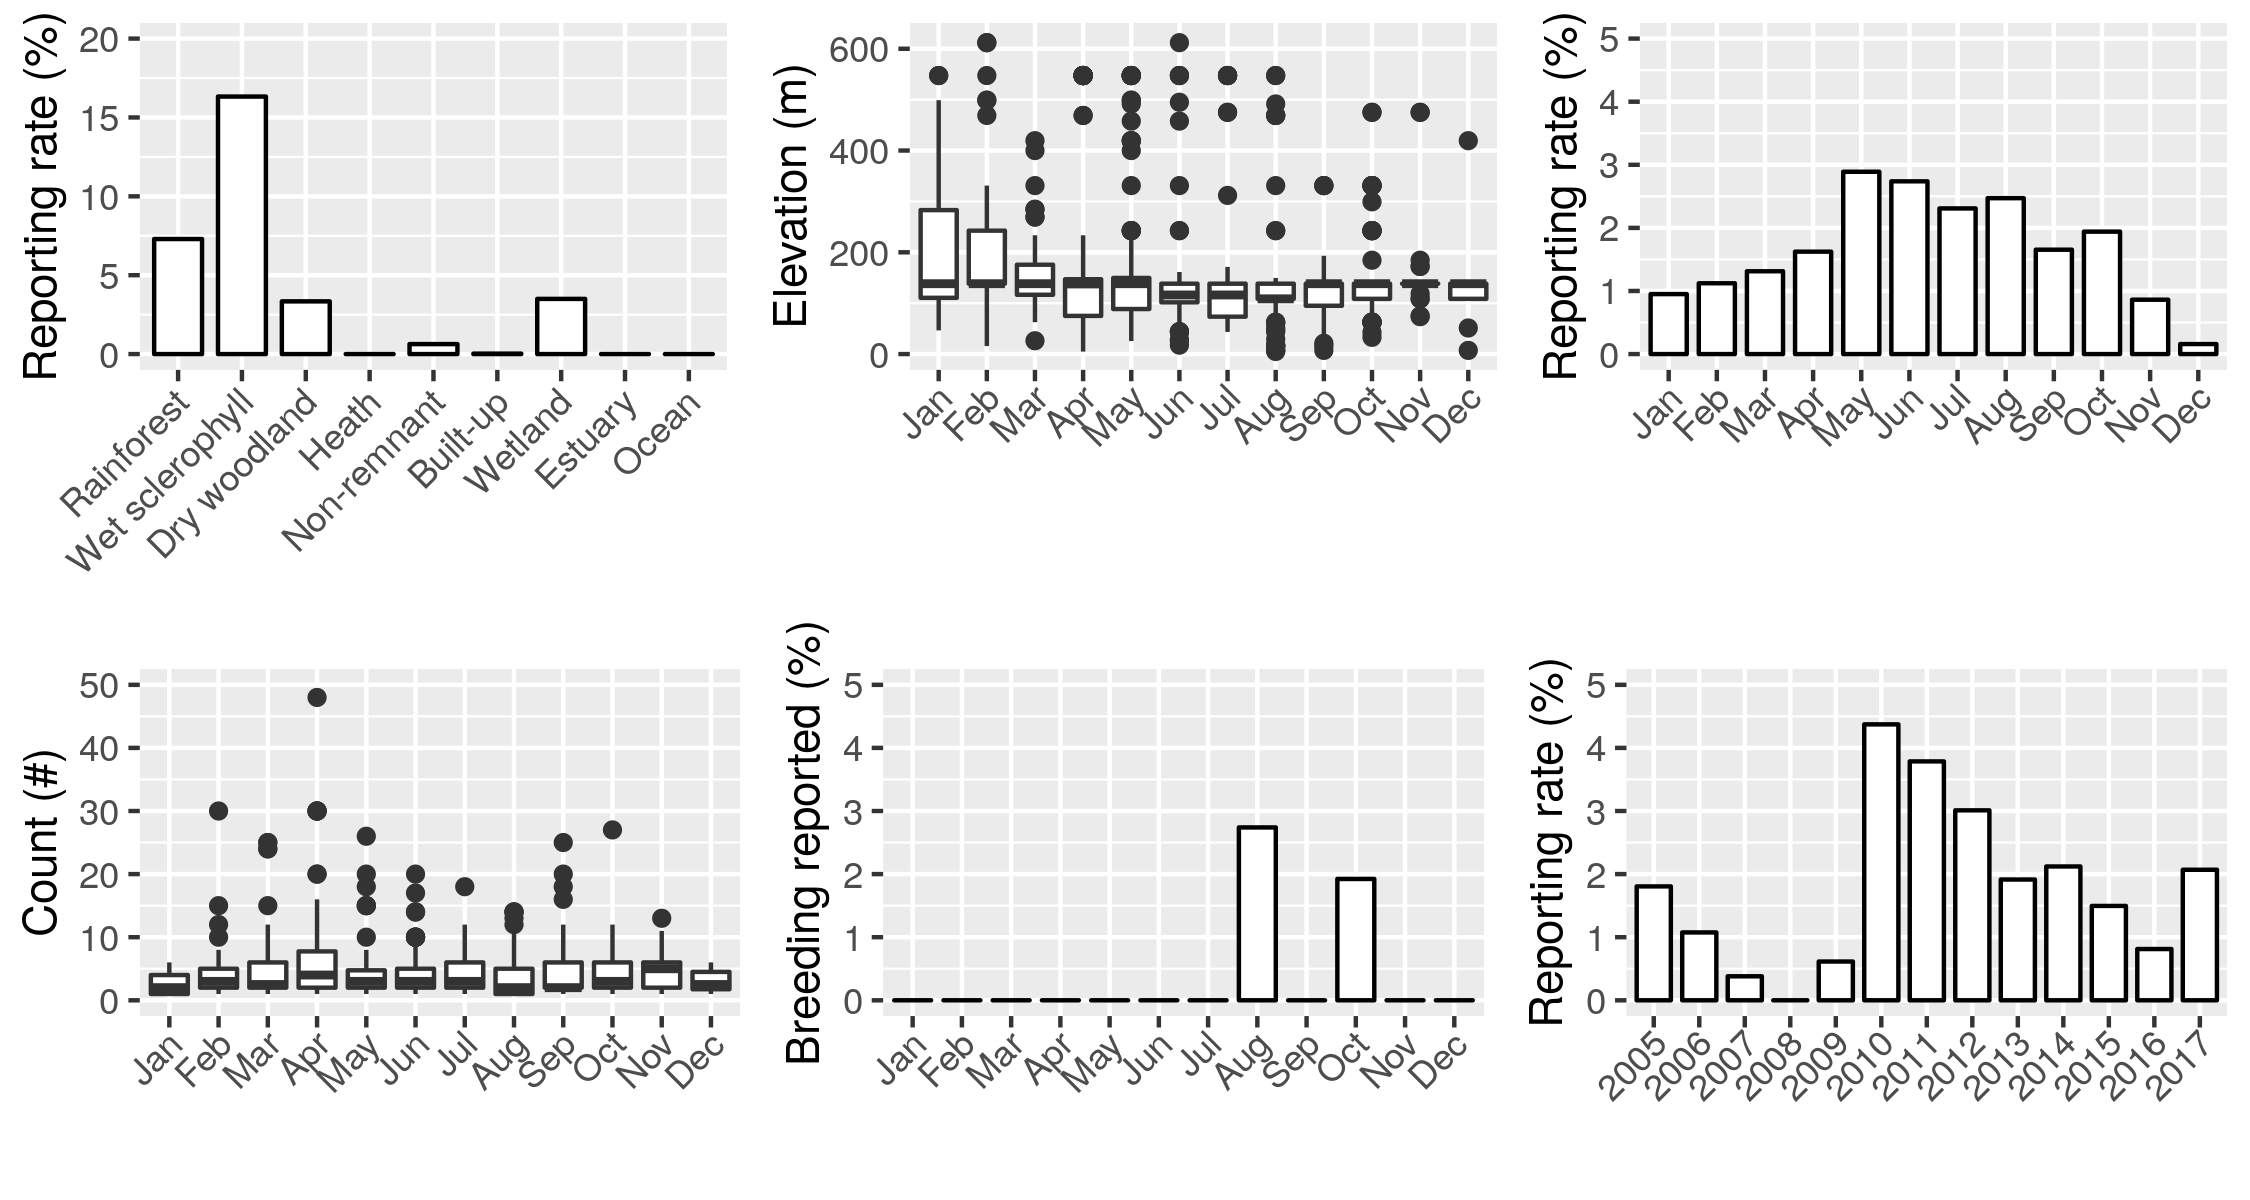 Reporting rate (%)
20
15
10
5
0
Rainforest
Wet sclerophyll
Dry woodland
Heath
Non-remnant
Built-up
Wetland
Estuary
Ocean
Elevation (m)
600
400
200
0
Jan
Feb
Mar
Apr
May
Jun
Jul
Aug
Sep
Oct
Nov
Dec
Reporting rate (%)
5
4
3
2
1
0
Jan
Feb
Mar
Apr
May
Jun
Jul
Aug
Sep
Oct
Nov
Dec
Count (#)
50
40
30
20
10
0
Jan
Feb
Mar
Apr
May
Jun
Jul
Aug
Sep
Oct
Nov
Dec
Breeding reported (%)
5
4
3
2
1
0
Jan
Feb
Mar
Apr
May
Jun
Jul
Aug
Sep
Oct
Nov
Dec
Reporting rate (%)
5
4
3
2
1
0
2005
2006
2007
2008
2009
2010
2011
2012
2013
2014
2015
2016
2017